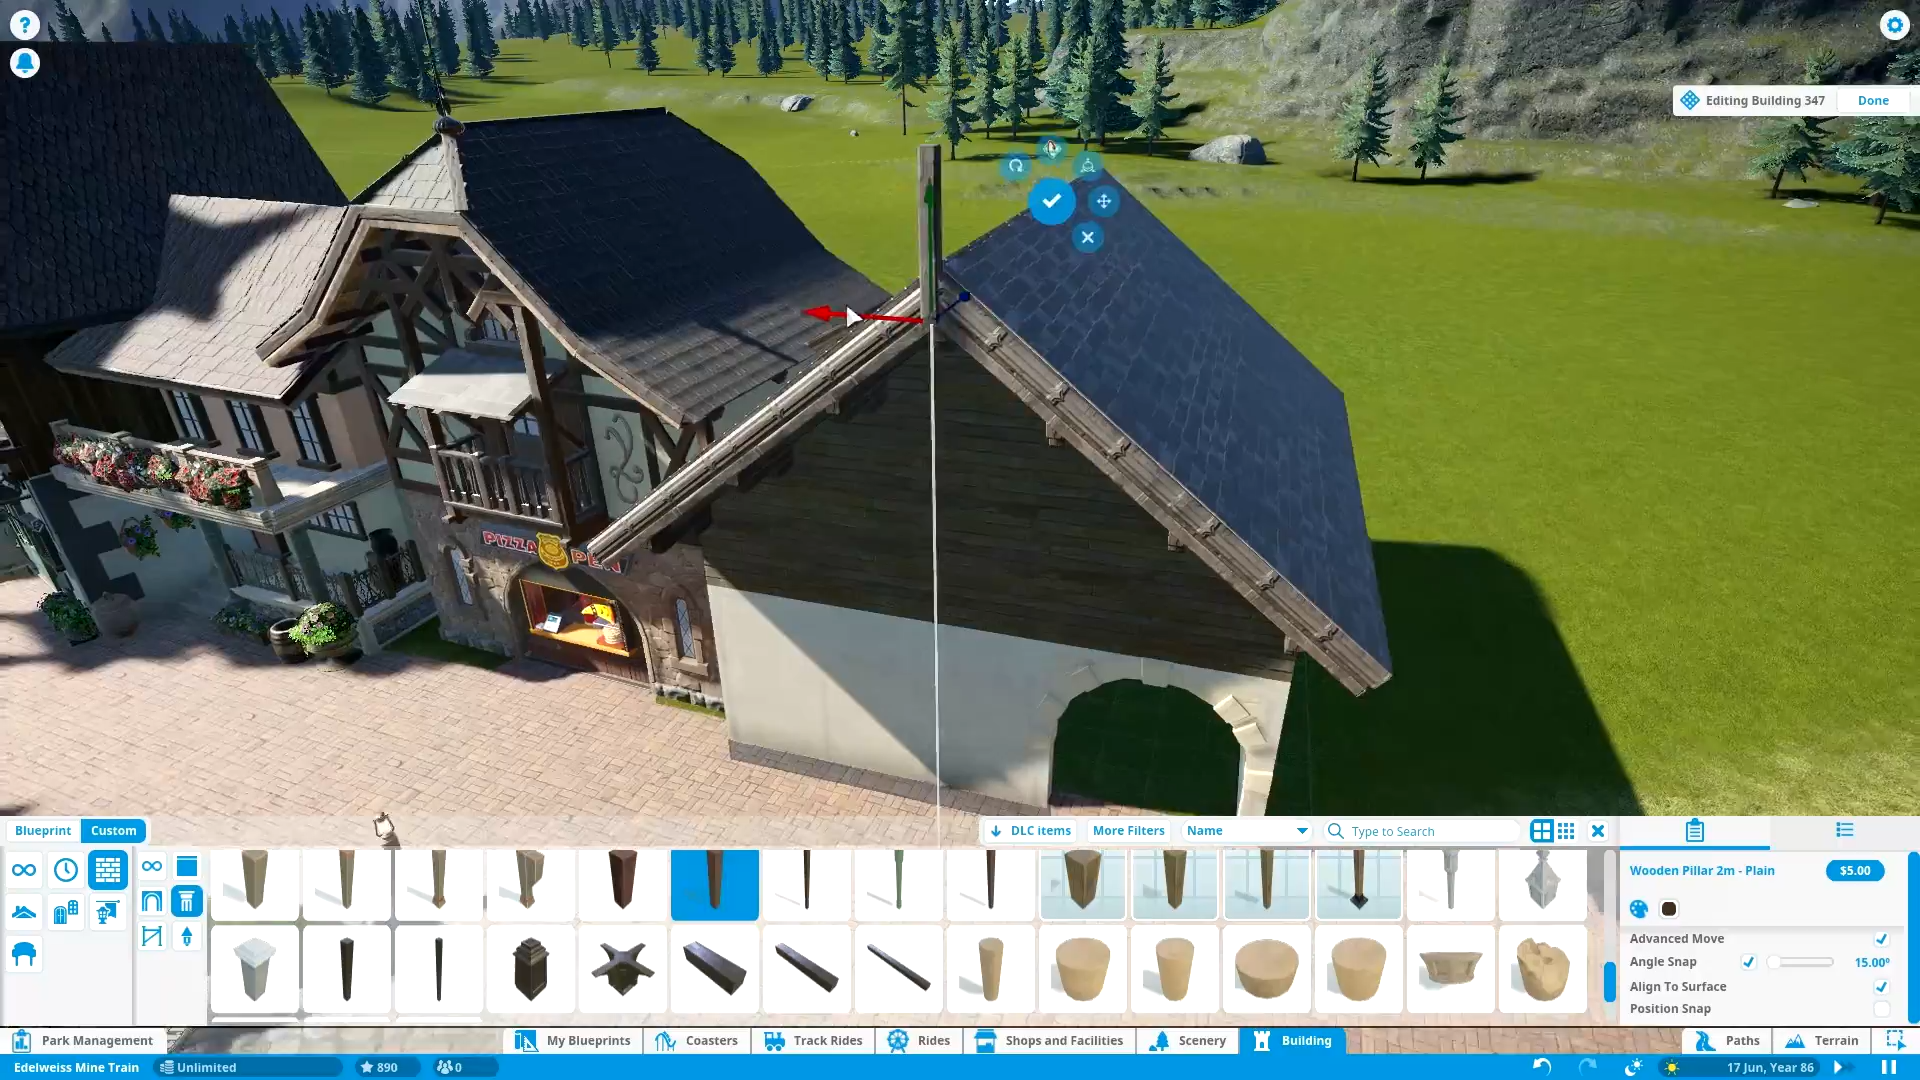 ?
Editing Building 347
Done
PIZZA PEN
Blueprint
Custom
DLC items
More Filters
Name
Type to Search
Wooden Pillar 2m - Plain
$5.00
Advanced Move
Angle Snap
15.00°
Align To Surface
Position Snap
Park Management
My Blueprints
Coasters
Track Rides
Rides
Shops and Facilities
Scenery
Building
Paths
Terrain
Edelweiss Mine Train
Unlimited
890
0
17 Jun, Year 86